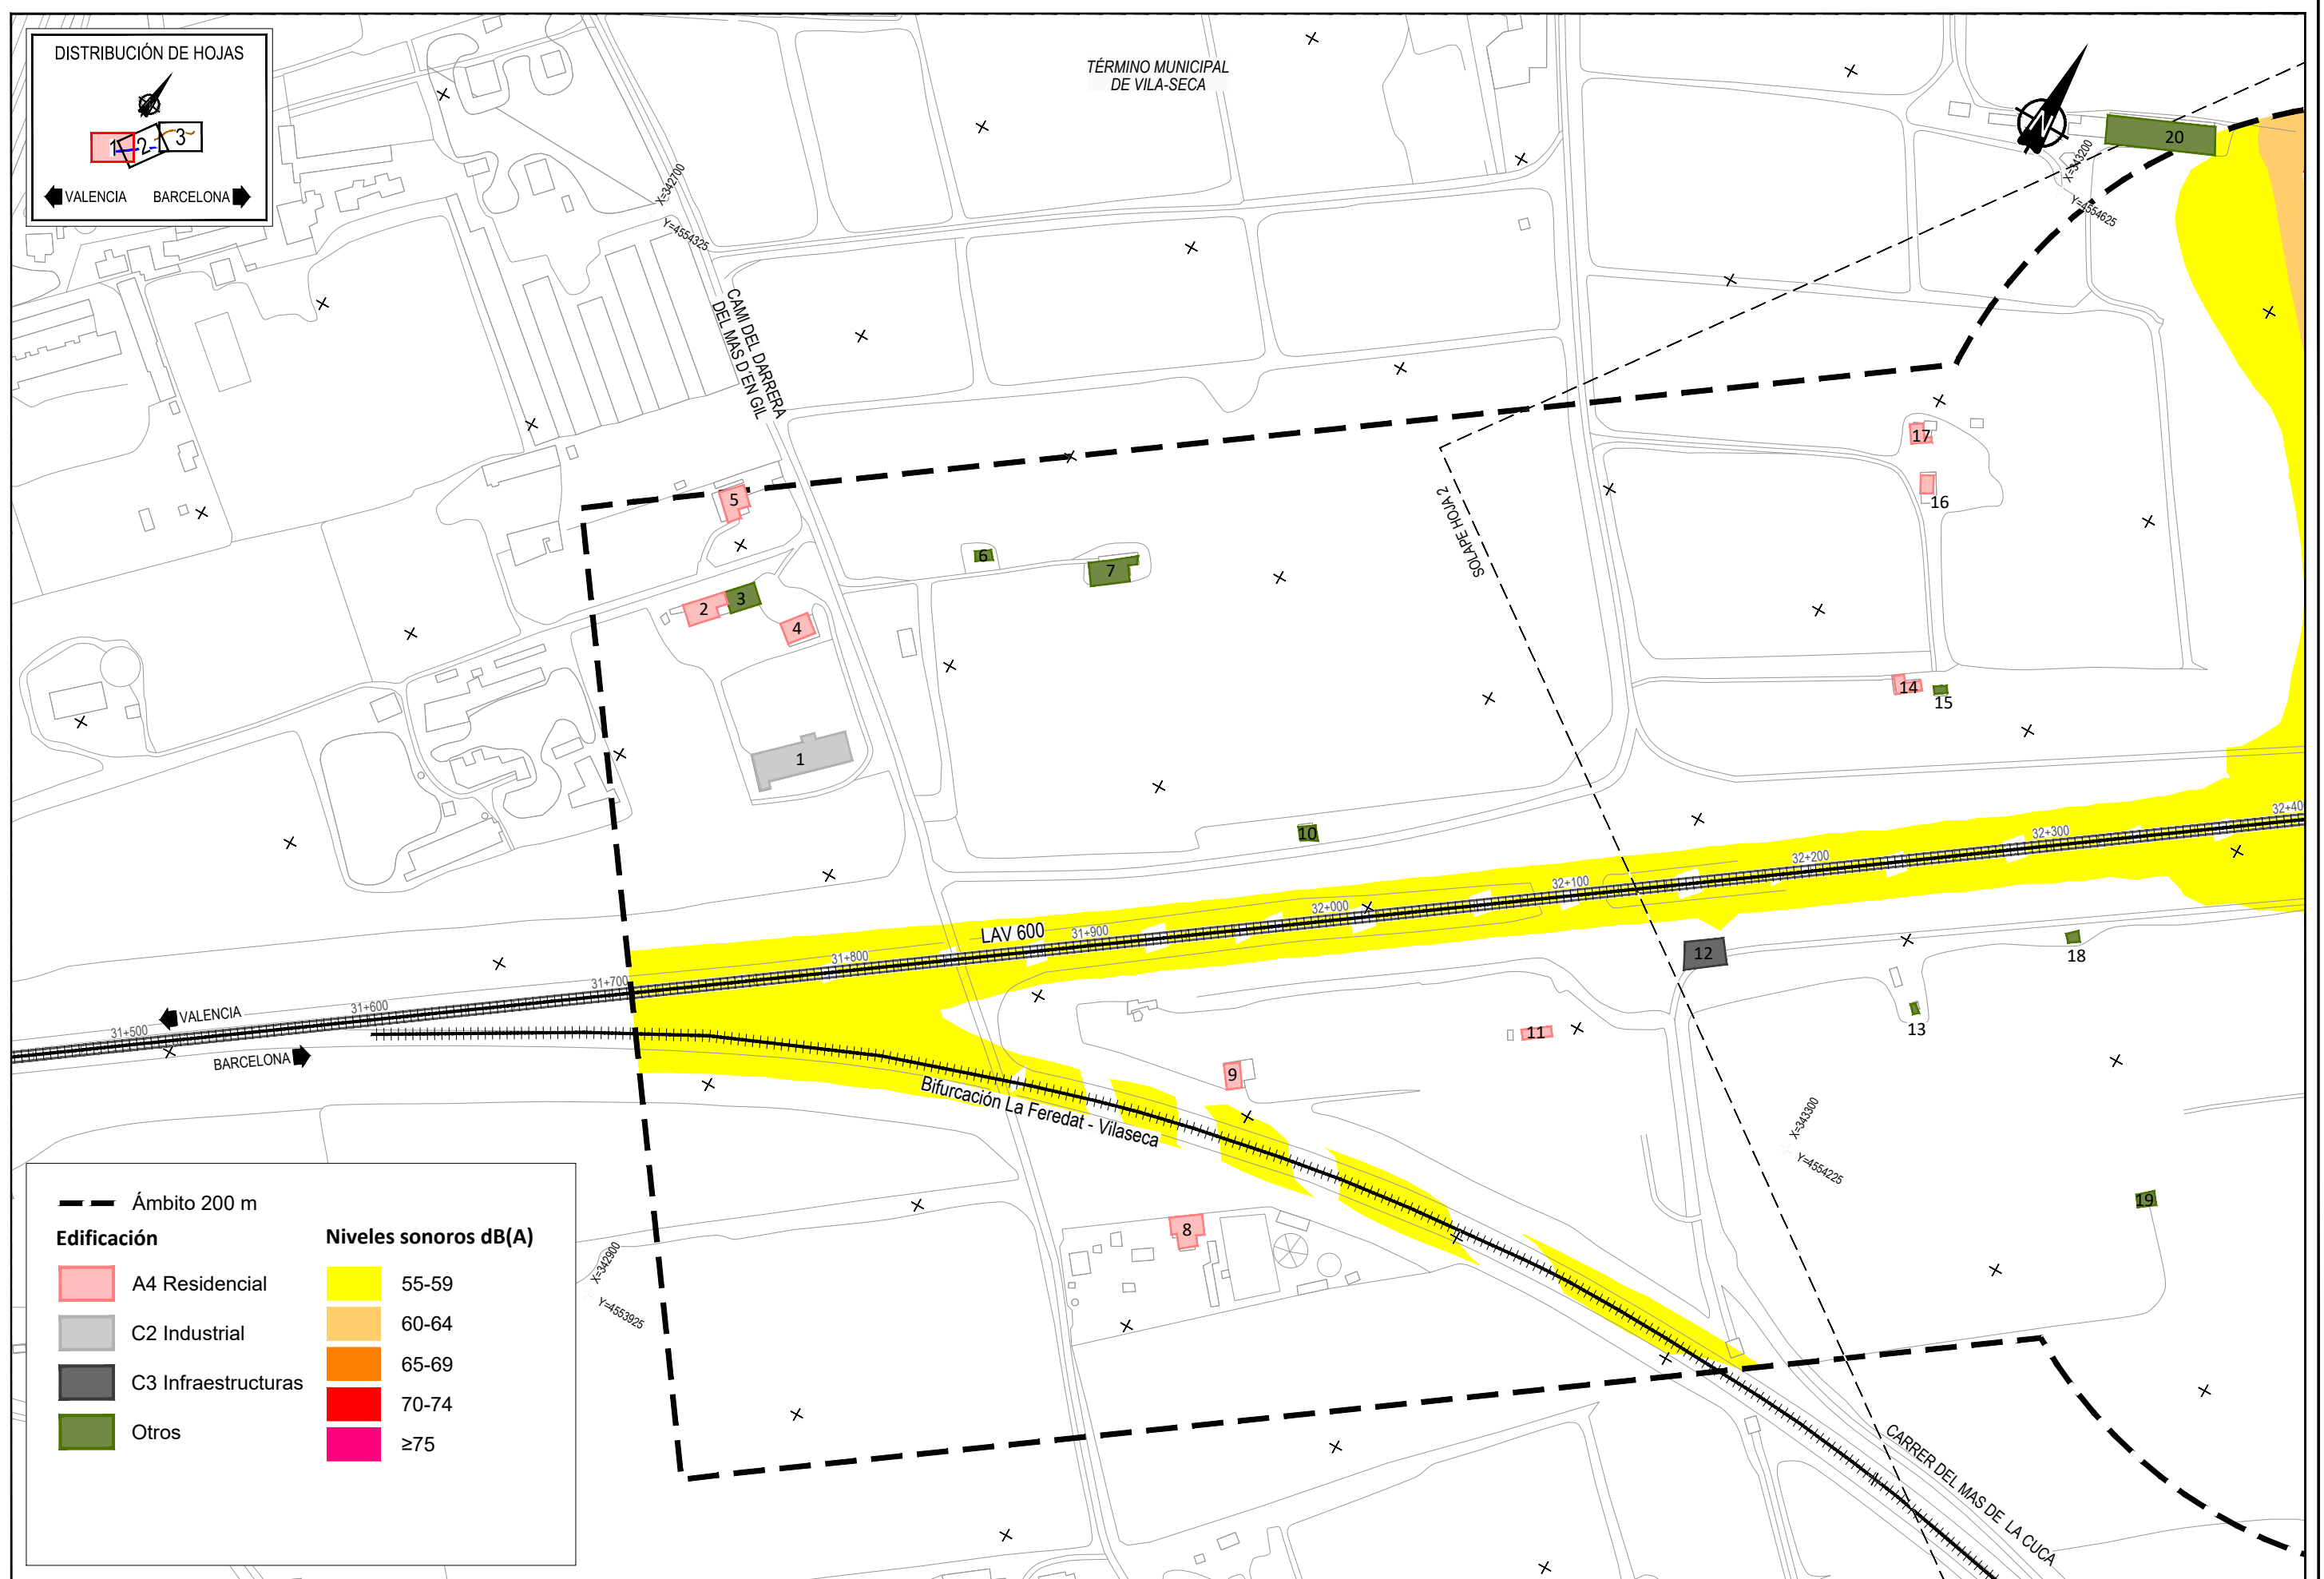 DISTRIBUCIÓN DE HOJAS
1
2
3
VALENCIA BARCELONA
TÉRMINO MUNICIPAL
DE VILA-SECA
N
20
X=343200
Y=4554625
X=342700
Y=4554325
CAMI DEL DARRERA
DEL MAS D'EN GIL
17
16
5
SOLAPE HOJA 2
6
7
2
3
4
14
15
1
10
32+40
32+300
32+200
32+100
32+000
LAV 600
31+900
31+800
31+700
31+600
31+500
VALENCIA
BARCELONA
12
18
13
11
9
Bifurcación La Feredat - Vilaseca
X=343300
Y=4554225
19
8
X=342900
Y=4553925
CARRER DEL MAS DE LA CUCA
Ámbito 200 m
Edificación
A4 Residencial
C2 Industrial
C3 Infraestructuras
Otros
Niveles sonoros dB(A)
55-59
60-64
65-69
70-74
≥75